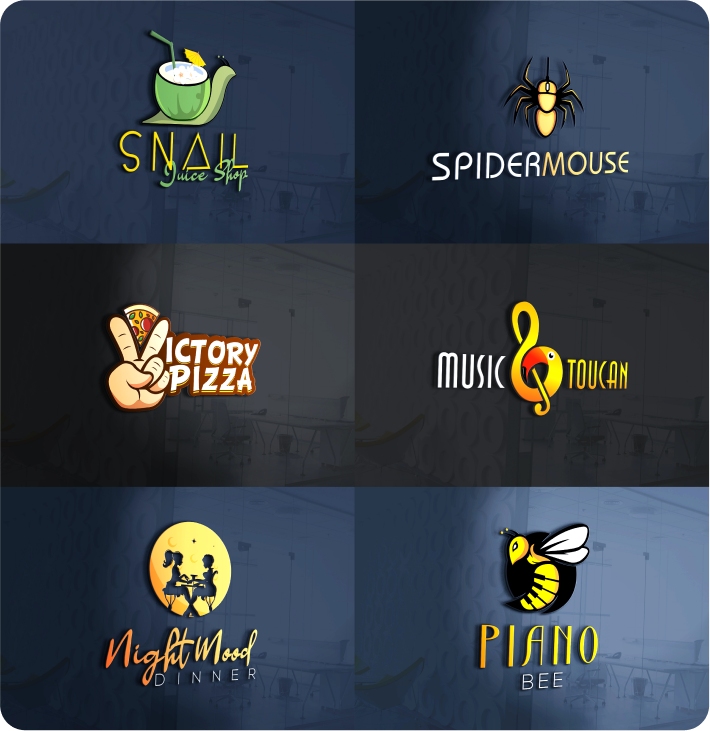 SNAIL
Juice Shop
SPIDERMOUSE
VICTORY
PIZZA
MUSIC TOUCAN
Night Mood
DINNER
PIANO
BEE